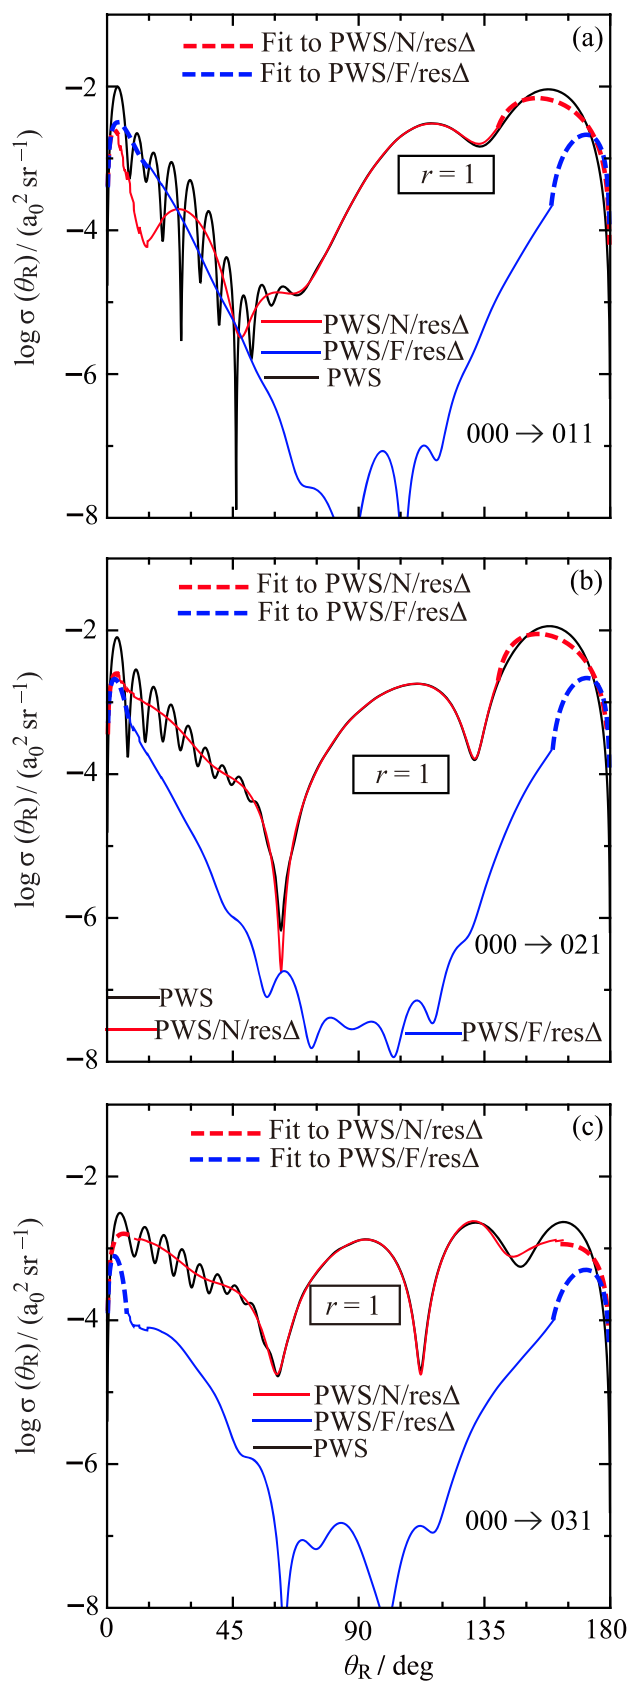 (a)
Fit to PWS/N/resΔ
Fit to PWS/F/resΔ
−2
r = 1
−4
log σ (θR) / (a₀² sr⁻¹)
PWS/N/resΔ
PWS/F/resΔ
−6
PWS
000 → 011
−8
(b)
Fit to PWS/N/resΔ
Fit to PWS/F/resΔ
−2
r = 1
−4
log σ (θR) / (a₀² sr⁻¹)
−6
000 → 021
PWS
PWS/N/resΔ
PWS/F/resΔ
−8
(c)
Fit to PWS/N/resΔ
Fit to PWS/F/resΔ
−2
r = 1
−4
log σ (θR) / (a₀² sr⁻¹)
PWS/N/resΔ
PWS/F/resΔ
PWS
−6
000 → 031
−8
0 45 90 135 180
θR / deg